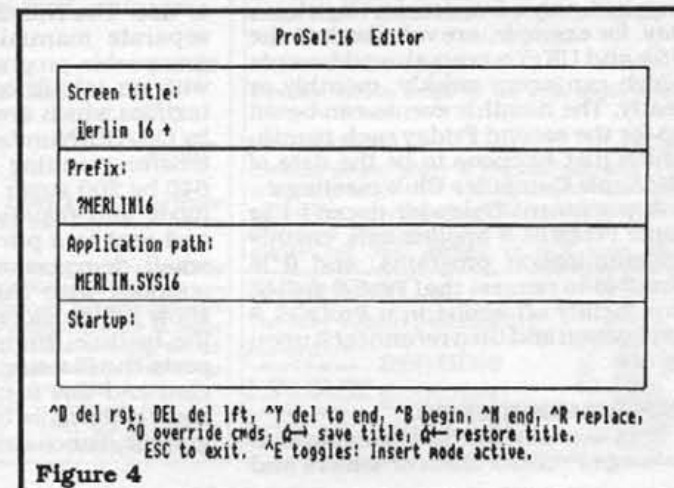 ProSel-16 Editor
Screen title:
Merlin 16 +
Prefix:
?MERLIN16
Application path:
MERLIN.SYS16
Startup:
^D del rgt, DEL del lft, ^Y del to end, ^B begin, ^N end, ^R replace,
^O override cmds, → save title, ← restore title.
ESC to exit. ^E toggles: Insert mode active.
Figure 4